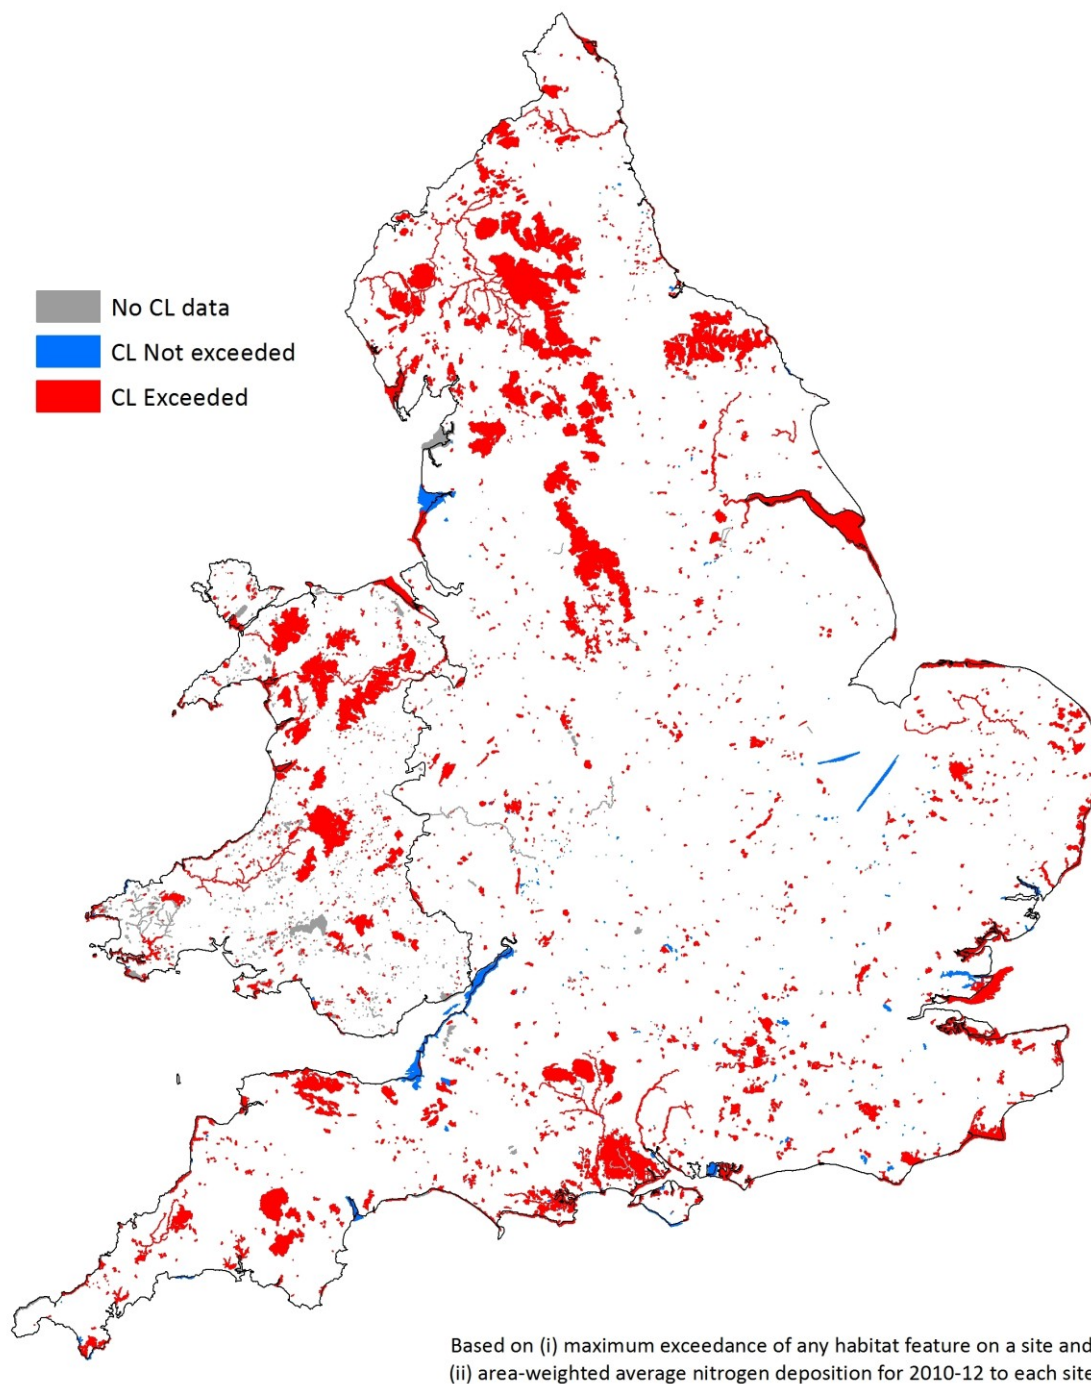 No CL data
CL Not exceeded
CL Exceeded
Based on (i) maximum exceedance of any habitat feature on a site and
(ii) area-weighted average nitrogen deposition for 2010-12 to each site